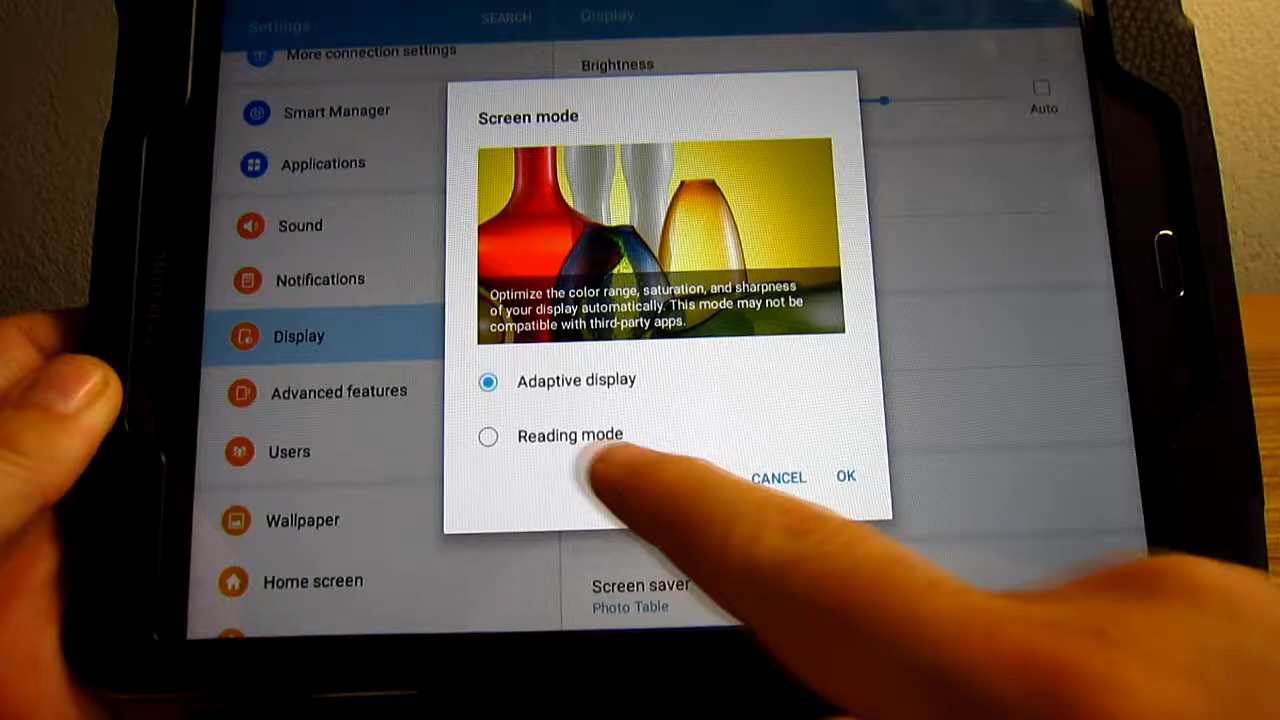 Settings
SEARCH
Display
More connection settings
Smart Manager
Applications
Sound
Notifications
Display
Advanced features
Users
Wallpaper
Home screen
Brightness
Auto
Screen mode
Optimize the color range, saturation, and sharpness
of your display automatically. This mode may not be
compatible with third-party apps.
Adaptive display
Reading mode
CANCEL
OK
Screen saver
Photo Table
SAMSUNG